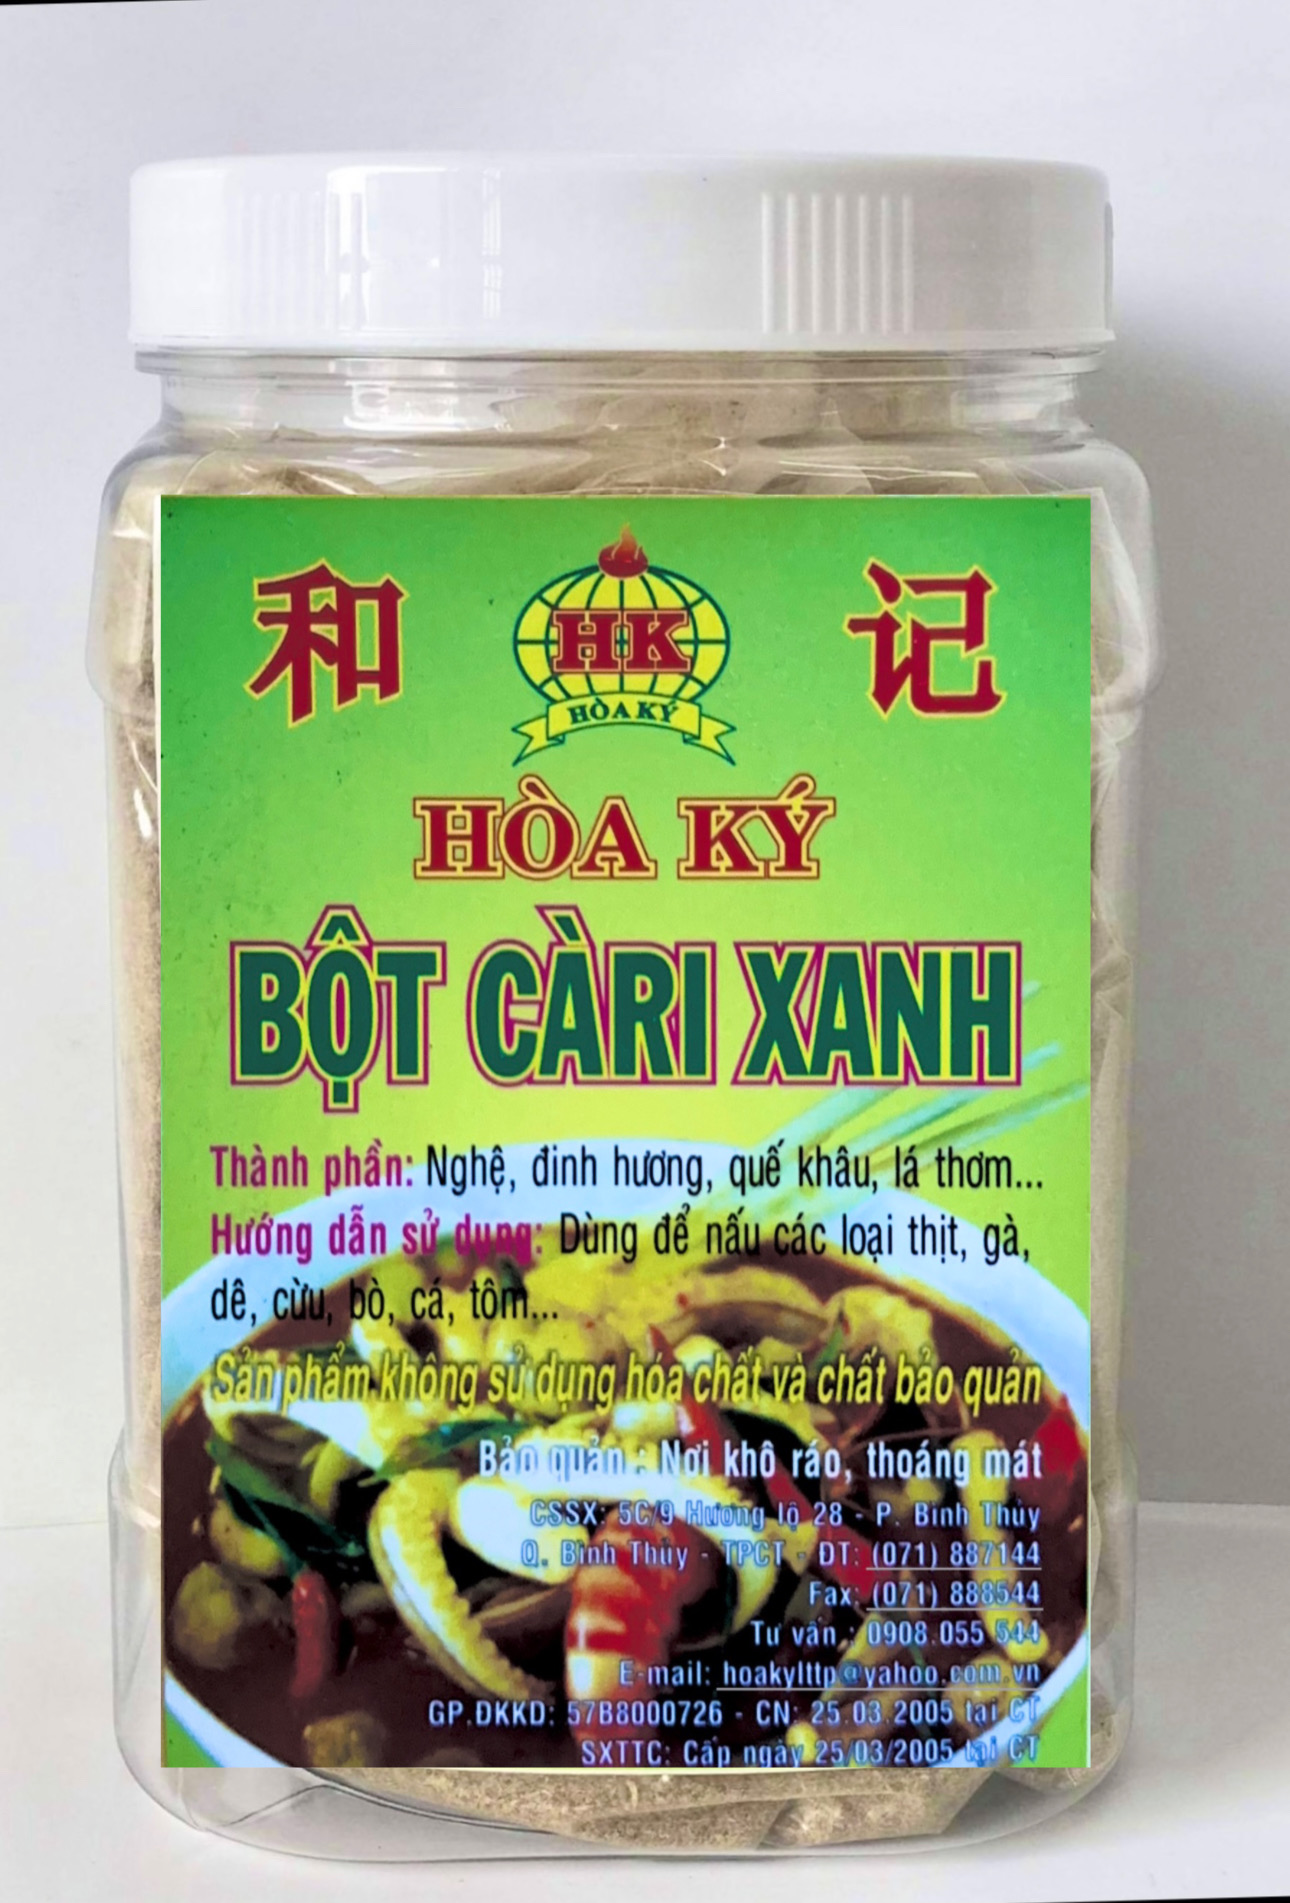 和 HK 记
HÒA KÝ
HÒA KÝ
BỘT CÀRI XANH
Thành phần: Nghệ, đinh hương, quế khâu, lá thơm...
Hướng dẫn sử dụng: Dùng để nấu các loại thịt, gà,
dê, cừu, bò, cá, tôm...
Sản phẩm không sử dụng hóa chất và chất bảo quản
Bảo quản : Nơi khô ráo, thoáng mát
CSSX: 5C/9 Hương lộ 28 - P. Bình Thủy
Q. Bình Thủy - TPCT - ĐT: (071) 887144
Fax: (071) 888544
Tư vấn : 0908.055 544
E-mail: hoakylttp@yahoo.com.vn
GP.ĐKKD: 57B8000726 - CN: 25.03.2005 tại CT
SXTTC: Cấp ngày 25/03/2005 tại CT